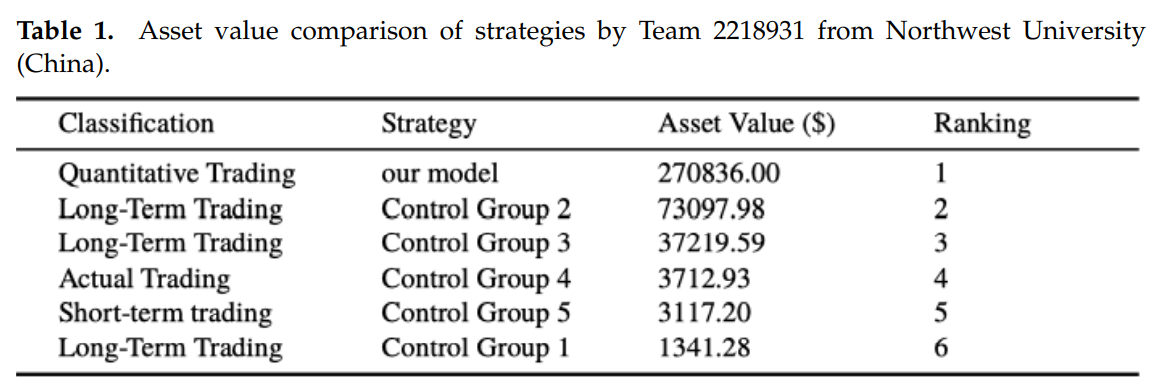 Table 1. Asset value comparison of strategies by Team 2218931 from Northwest University
(China).
Classification Strategy Asset Value ($) Ranking
Quantitative Trading our model 270836.00 1
Long-Term Trading Control Group 2 73097.98 2
Long-Term Trading Control Group 3 37219.59 3
Actual Trading Control Group 4 3712.93 4
Short-term trading Control Group 5 3117.20 5
Long-Term Trading Control Group 1 1341.28 6